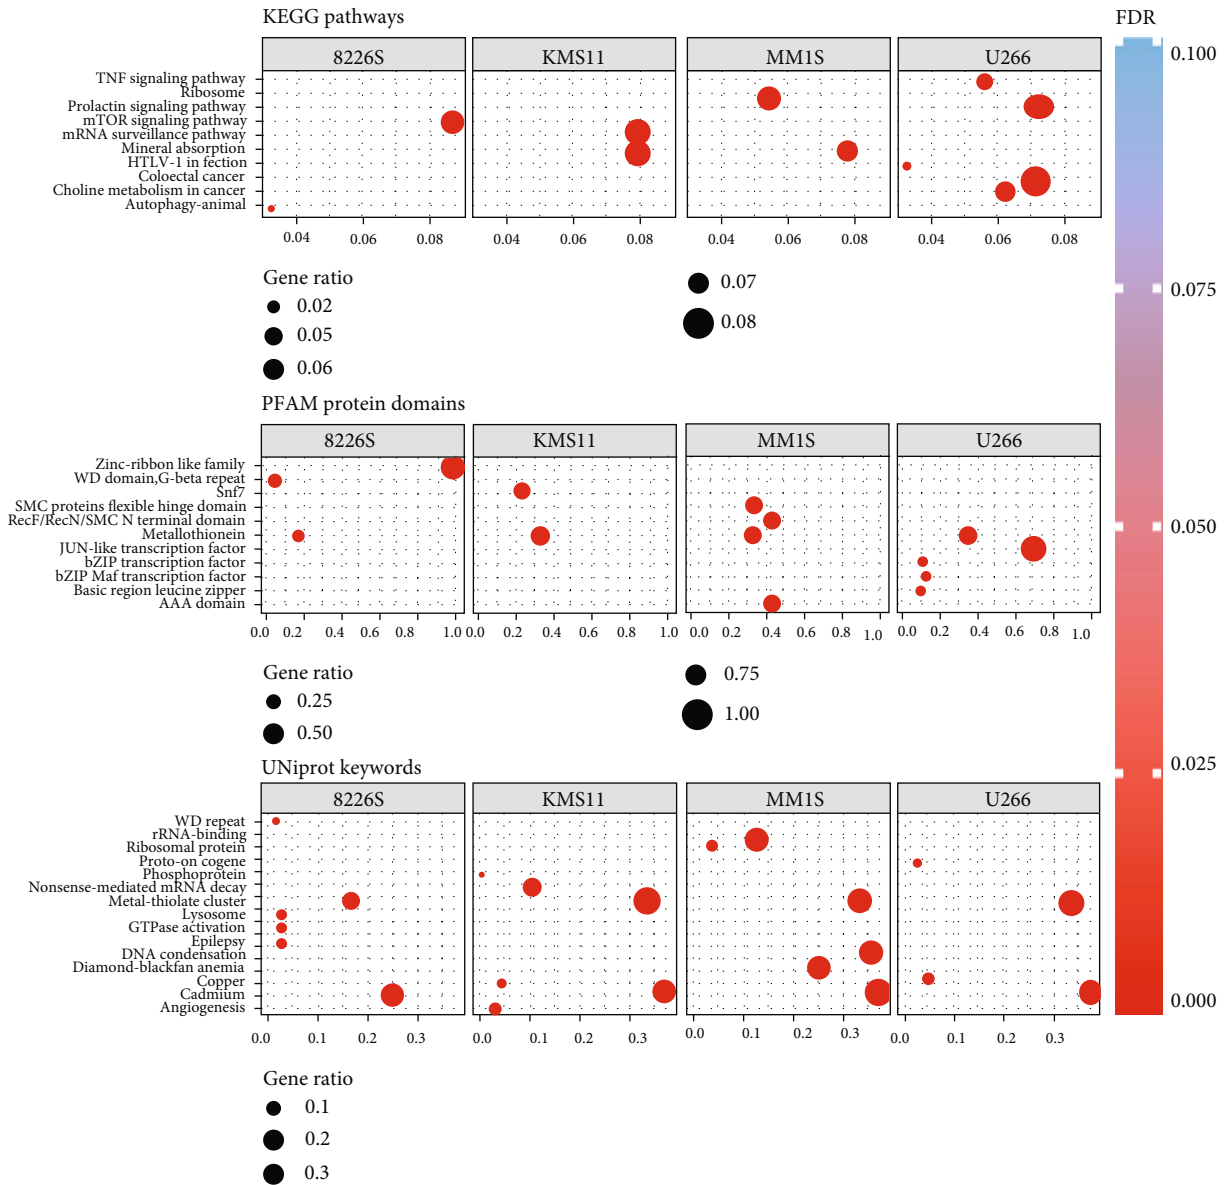 KEGG pathways
FDR
8226S KMS11 MM1S U266
0.100
TNF signaling pathway
Ribosome
Prolactin signaling pathway
mTOR signaling pathway
mRNA surveillance pathway
Mineral absorption
HTLV-1 in fection
Coloectal cancer
Choline metabolism in cancer
Autophagy-animal
0.04 0.06 0.08 0.04 0.06 0.08 0.04 0.06 0.08 0.04 0.06 0.08
Gene ratio
0.02
0.05
0.06
0.07
0.08
0.075
PFAM protein domains
8226S KMS11 MM1S U266
Zinc-ribbon like family
WD domain,G-beta repeat
Snf7
SMC proteins flexible hinge domain
RecF/RecN/SMC N terminal domain
Metallothionein
JUN-like transcription factor
bZIP transcription factor
bZIP Maf transcription factor
Basic region leucine zipper
AAA domain
0.050
0.0 0.2 0.4 0.6 0.8 1.0 0.0 0.2 0.4 0.6 0.8 1.0 0.0 0.2 0.4 0.6 0.8 1.0 0.0 0.2 0.4 0.6 0.8 1.0
Gene ratio
0.25
0.50
0.75
1.00
0.025
UNiprot keywords
8226S KMS11 MM1S U266
WD repeat
rRNA-binding
Ribosomal protein
Proto-on cogene
Phosphoprotein
Nonsense-mediated mRNA decay
Metal-thiolate cluster
Lysosome
GTPase activation
Epilepsy
DNA condensation
Diamond-blackfan anemia
Copper
Cadmium
Angiogenesis
0.000
0.0 0.1 0.2 0.3 0.0 0.1 0.2 0.3 0.0 0.1 0.2 0.3 0.0 0.1 0.2 0.3
Gene ratio
0.1
0.2
0.3